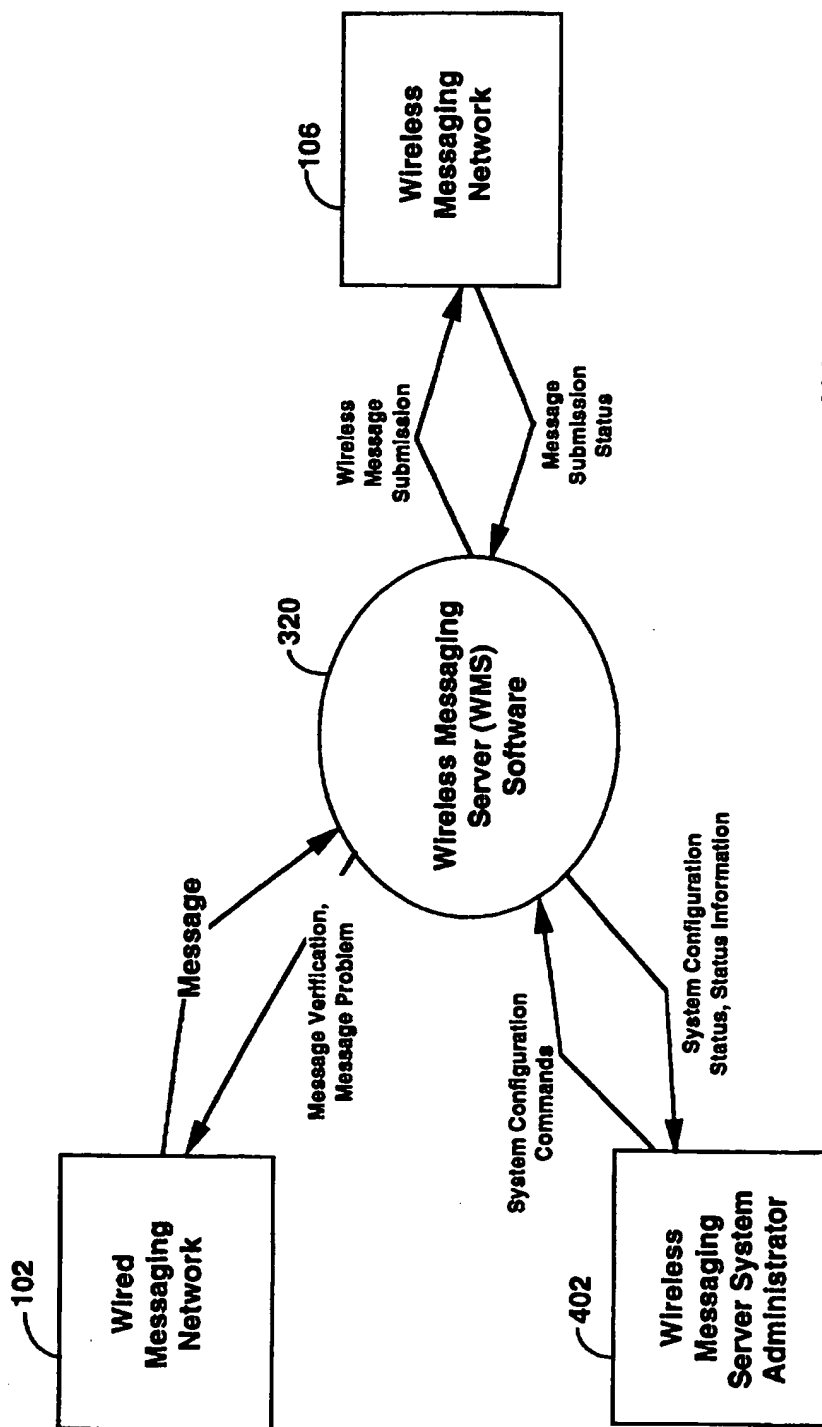 102
Wired
Messaging
Network
Message
Message Verification,
Message Problem
320
Wireless Messaging
Server (WMS)
Software
402
Wireless
Messaging
Server System
Administrator
System Configuration
Commands
System Configuration
Status, Status Information
Wireless
Message
Submission
Message
Submission
Status
106
Wireless
Messaging
Network